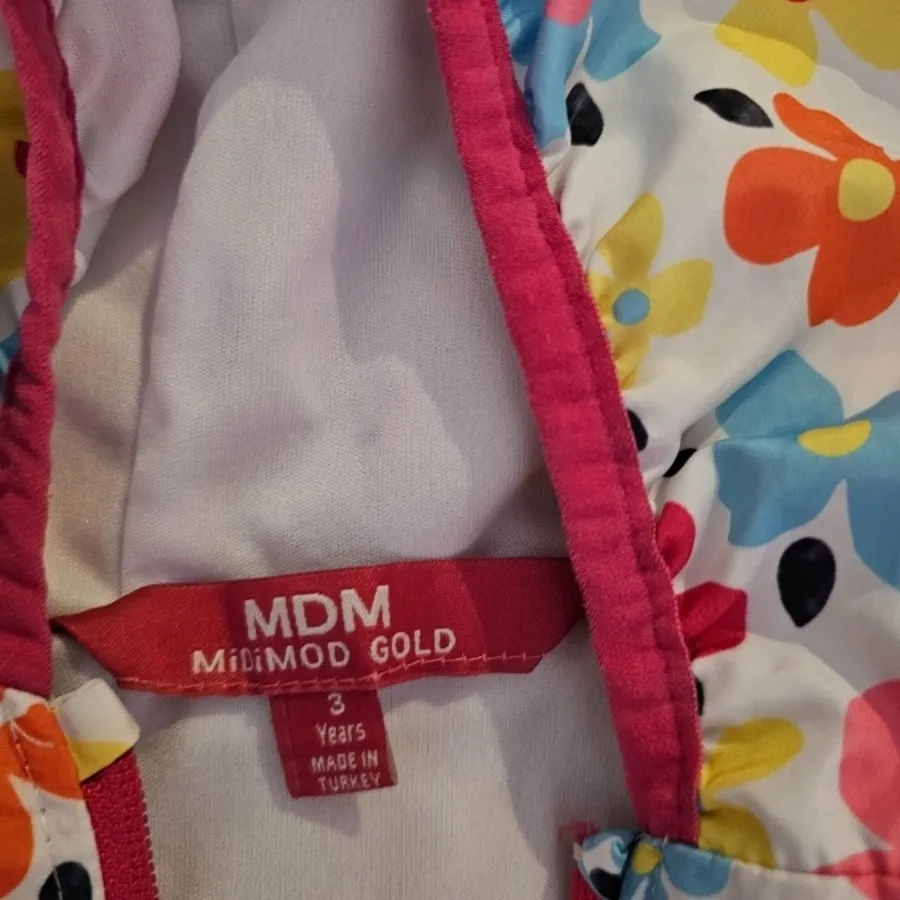 MDM
MiDiMOD GOLD
3
Years
MADE IN
TURKEY